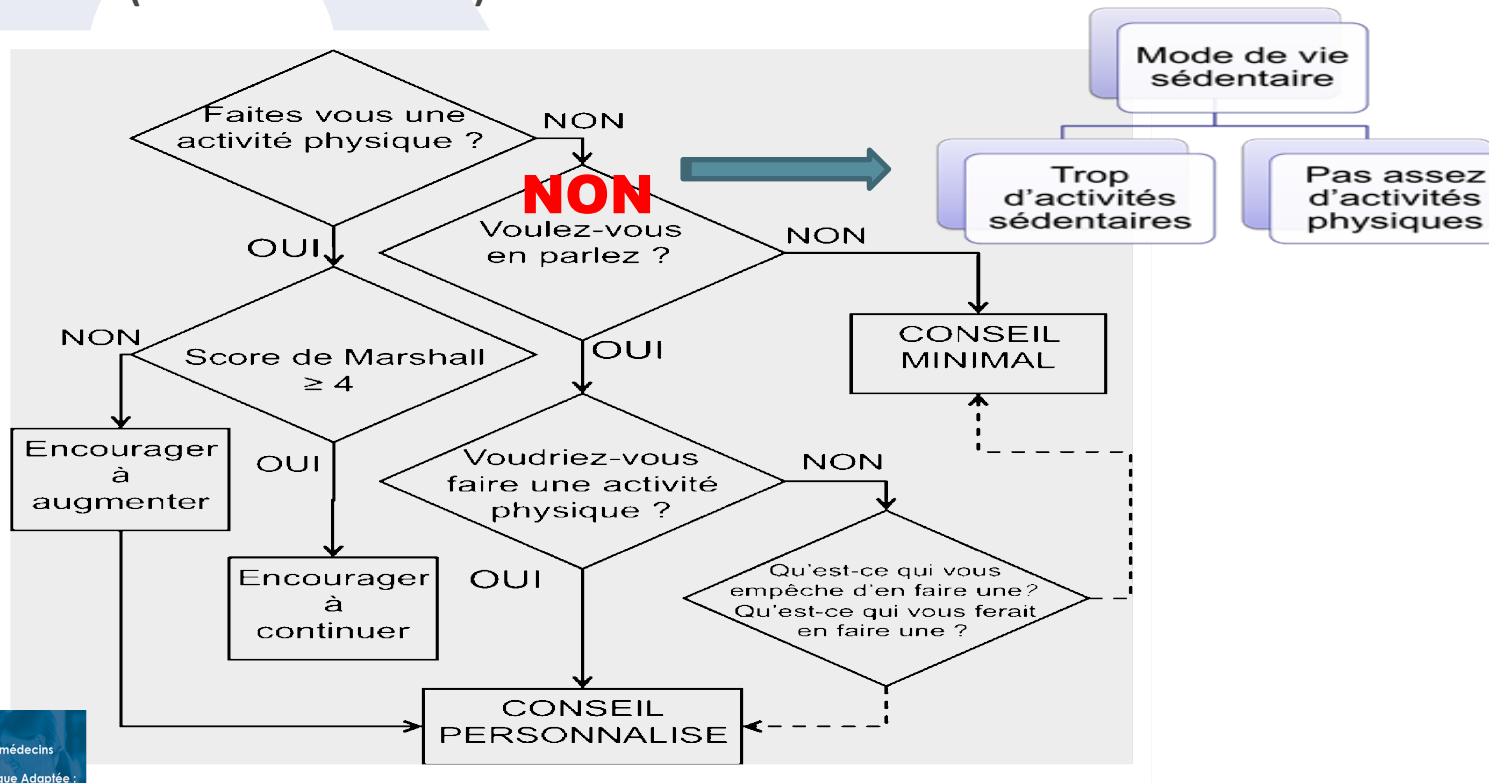 Faites vous une
activité physique ?
NON
NON
Voulez-vous
en parlez ?
NON
OUI
NON
Score de Marshall
≥ 4
OUI
CONSEIL
MINIMAL
Encourager
à
augmenter
OUI
Voudriez-vous
faire une activité
physique ?
NON
Encourager
à
continuer
OUI
Qu'est-ce qui vous
empêche d'en faire une?
Qu'est-ce qui vous ferait
en faire une ?
CONSEIL
PERSONNALISE
Mode de vie
sédentaire
Trop
d'activités
sédentaires
Pas assez
d'activités
physiques
médecins
Adaptée :